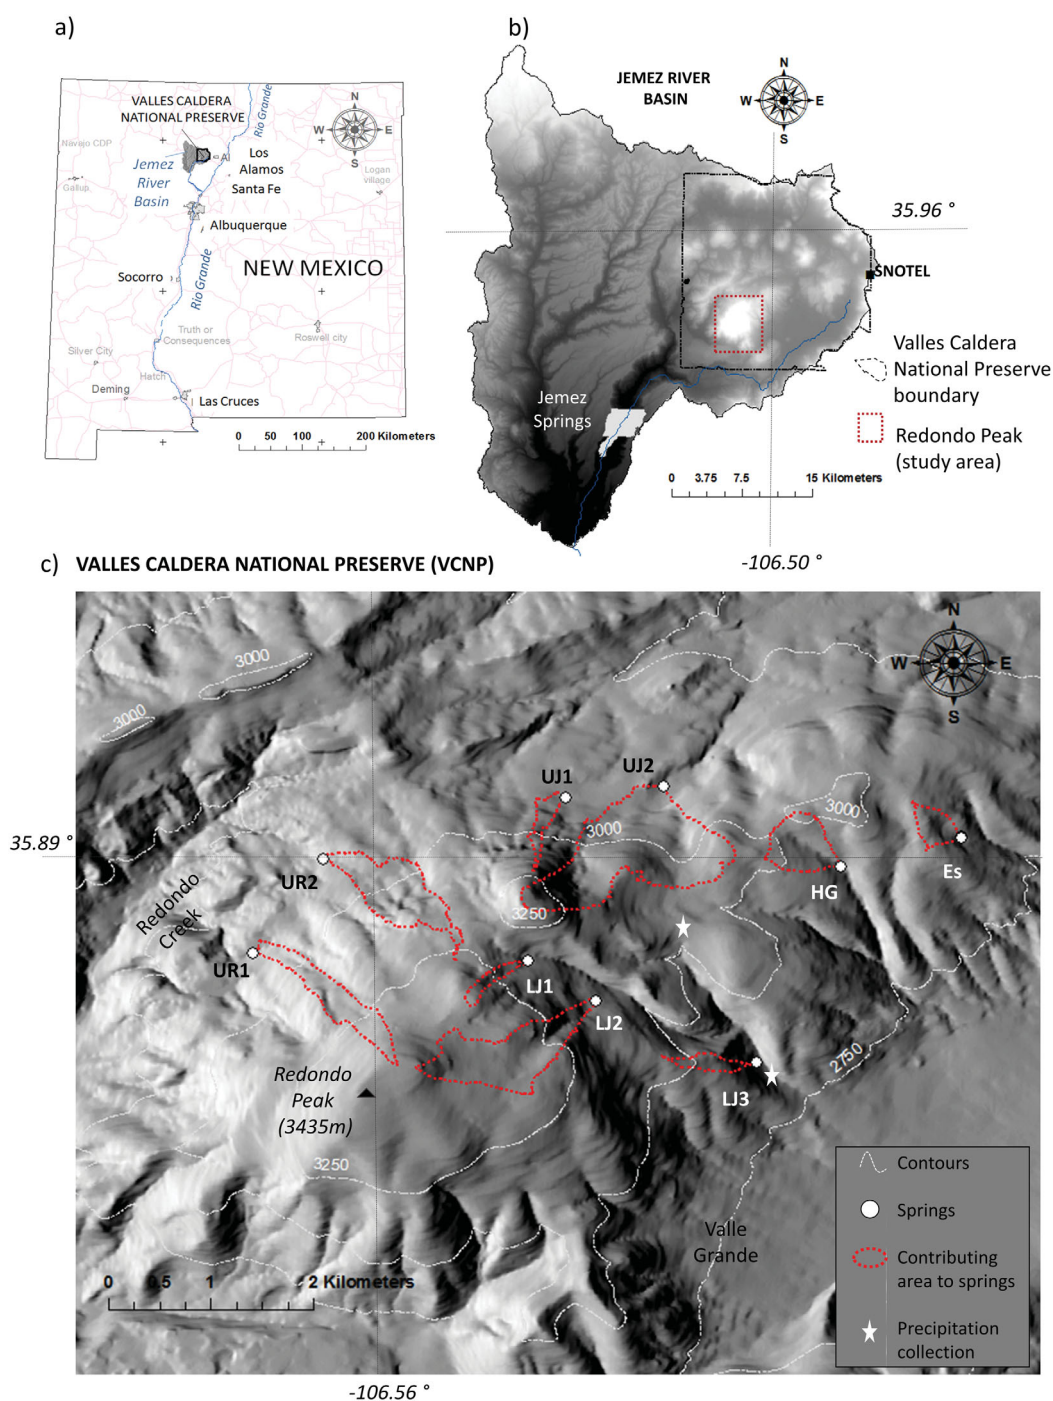 a)
VALLES CALDERA
NATIONAL PRESERVE
Rio Grande
N
W
E
S
Navajo CDP
Jemez
River
Basin
Los
Alamos
Santa Fe
Logan
village
Gallup
Albuquerque
NEW MEXICO
Socorro
Rio Grande
Truth or
Consequences
Roswell city
Silver City
Hatch
Deming
Las Cruces
0 50 100 200 Kilometers
b)
JEMEZ RIVER
BASIN
N
W
E
S
35.96 °
SNOTEL
Valles Caldera
National Preserve
boundary
Jemez
Springs
Redondo Peak
(study area)
0 3.75 7.5 15 Kilometers
-106.50 °
c) VALLES CALDERA NATIONAL PRESERVE (VCNP)
N
W
E
S
3000
3000
UJ1
UJ2
3000
3000
35.89 °
UR2
HG
Es
3250
Redondo
Creek
UR1
LJ1
LJ2
2750
Redondo
Peak
(3435m)
LJ3
3250
Valle
Grande
Contours
Springs
Contributing
area to springs
Precipitation
collection
0 0.5 1 2 Kilometers
-106.56 °